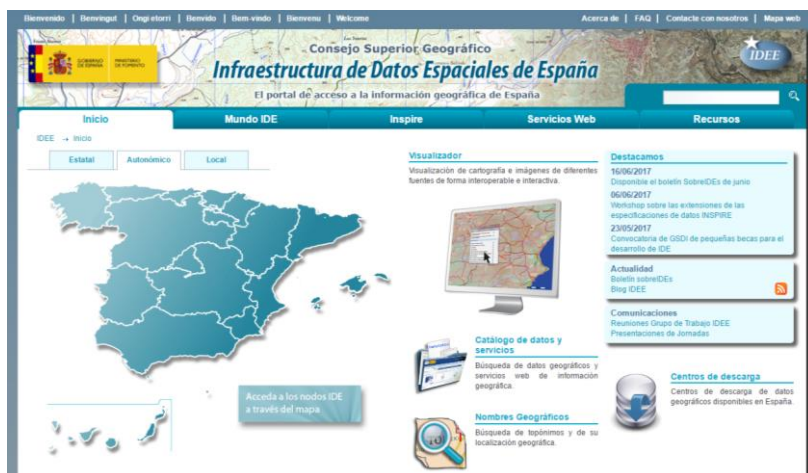 Bienvenido | Benvingut | Ongi etorri | Benvido | Bem-vindo | Bienvenu | Welcome
Acerca de | FAQ | Contacte con nosotros | Mapa web
GOBIERNO DE ESPAÑA
MINISTERIO DE FOMENTO
Consejo Superior Geográfico
Infraestructura de Datos Espaciales de España
El portal de acceso a la información geográfica de España
IDEE
Inicio
Mundo IDE
Inspire
Servicios Web
Recursos
IDEE → Inicio
Estatal
Autonómico
Local
Acceda a los nodos IDE
a través del mapa
Visualizador
Visualización de cartografía e imágenes de diferentes
fuentes de forma interoperable e interactiva.
Catálogo de datos y
servicios
Búsqueda de datos geográficos y
servicios web de información
geográfica.
Nombres Geográficos
Búsqueda de topónimos y de su
localización geográfica.
Destacamos
16/06/2017
Disponible el boletín SobreIDEs de junio
06/06/2017
Workshop sobre las extensiones de las
especificaciones de datos INSPIRE
23/05/2017
Convocatoria de GSDI de pequeñas becas para el
desarrollo de IDE
Actualidad
Boletín sobreIDEs
Blog IDEE
Comunicaciones
Reuniones Grupo de Trabajo IDEE
Presentaciones de Jornadas
Centros de descarga
Centros de descarga de datos
geográficos disponibles en España.